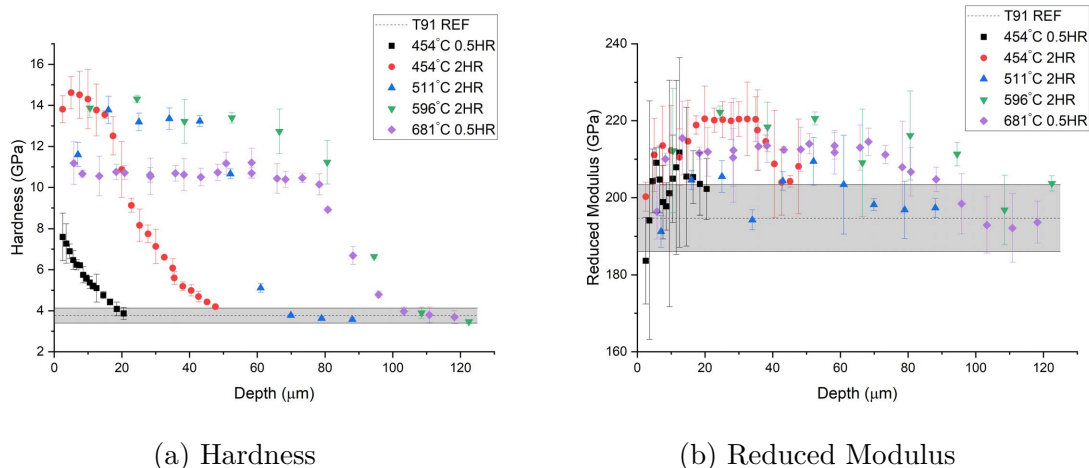 T91 REF
454°C 0.5HR
454°C 2HR
511°C 2HR
596°C 2HR
681°C 0.5HR
16
14
12
10
8
6
4
2
0 20 40 60 80 100 120
Hardness (GPa)
Depth (μm)
(a) Hardness
T91 REF
454°C 0.5HR
454°C 2HR
511°C 2HR
596°C 2HR
681°C 0.5HR
240
220
200
180
160
0 20 40 60 80 100 120
Reduced Modulus (GPa)
Depth (μm)
(b) Reduced Modulus